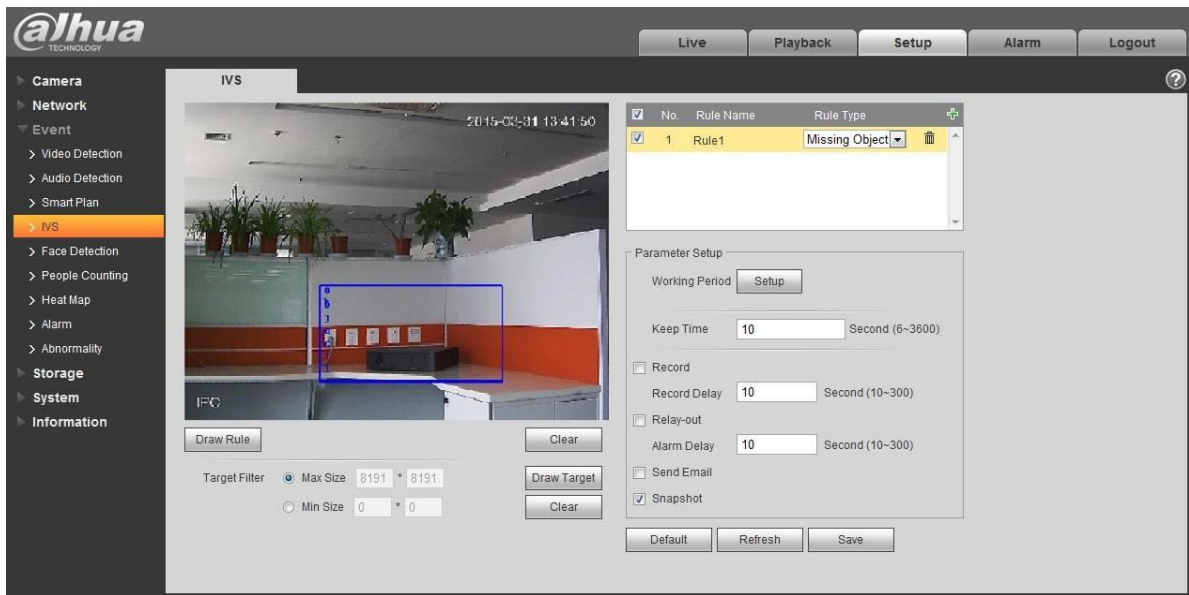 alhua
TECHNOLOGY
Live
Playback
Setup
Alarm
Logout
Camera
Network
Event
Video Detection
Audio Detection
Smart Plan
IVS
Face Detection
People Counting
Heat Map
Alarm
Abnormality
Storage
System
Information
IVS
2015-03-31 13:41:50
IPC
Draw Rule
Clear
Target Filter Max Size 8191 * 8191
Draw Target
Min Size 0 * 0
Clear
No. Rule Name Rule Type
1 Rule1 Missing Object
Parameter Setup
Working Period Setup
Keep Time 10 Second (6~3600)
Record
Record Delay 10 Second (10~300)
Relay-out
Alarm Delay 10 Second (10~300)
Send Email
Snapshot
Default Refresh Save